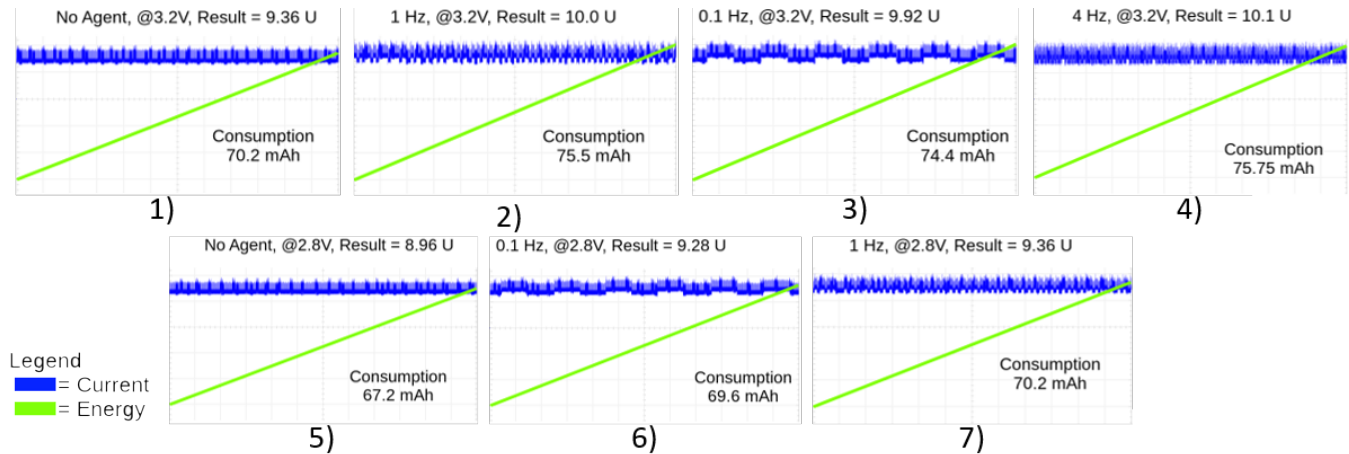 No Agent, @3.2V, Result = 9.36 U
Consumption
70.2 mAh
1)
1 Hz, @3.2V, Result = 10.0 U
Consumption
75.5 mAh
2)
0.1 Hz, @3.2V, Result = 9.92 U
Consumption
74.4 mAh
3)
4 Hz, @3.2V, Result = 10.1 U
Consumption
75.75 mAh
4)
Legend
= Current
= Energy
No Agent, @2.8V, Result = 8.96 U
Consumption
67.2 mAh
5)
0.1 Hz, @2.8V, Result = 9.28 U
Consumption
69.6 mAh
6)
1 Hz, @2.8V, Result = 9.36 U
Consumption
70.2 mAh
7)